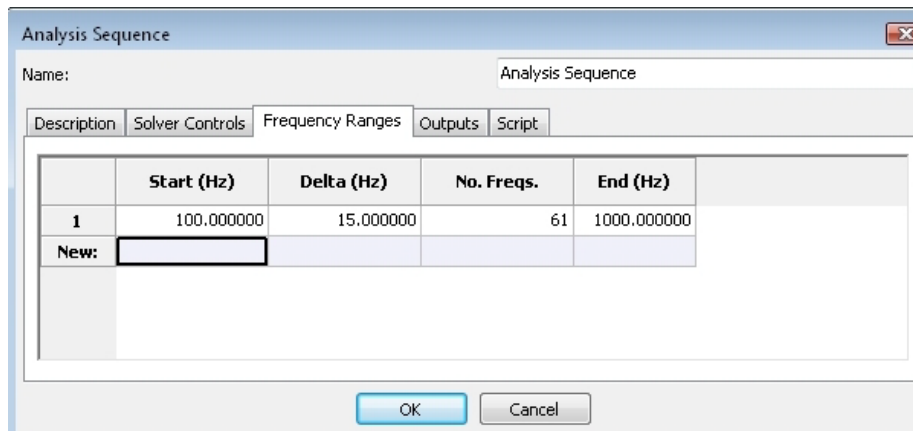 Analysis Sequence
Name: Analysis Sequence
Description Solver Controls Frequency Ranges Outputs Script
Start (Hz) Delta (Hz) No. Freqs. End (Hz)
1 100.000000 15.000000 61 1000.000000
New:
OK Cancel